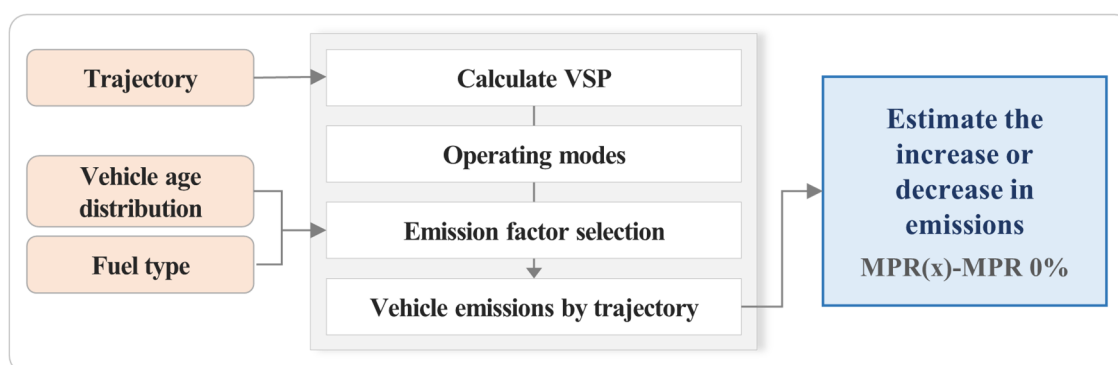 Trajectory
Calculate VSP
Operating modes
Vehicle age
distribution
Fuel type
Emission factor selection
Vehicle emissions by trajectory
Estimate the
increase or
decrease in
emissions
MPR(x)-MPR 0%